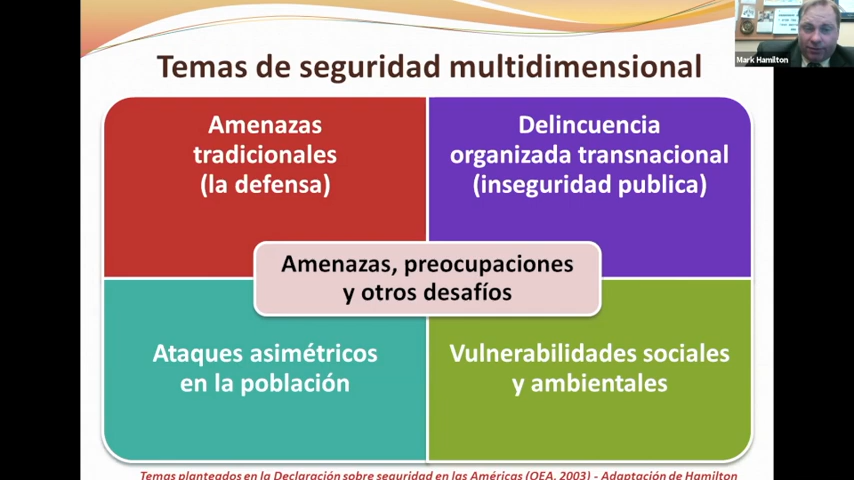 Mark Hamilton
Temas de seguridad multidimensional
Amenazas
tradicionales
(la defensa)
Delincuencia
organizada transnacional
(inseguridad publica)
Amenazas, preocupaciones
y otros desafíos
Ataques asimétricos
en la población
Vulnerabilidades sociales
y ambientales
Temas planteados en la Declaración sobre seguridad en las Américas (OEA, 2003) - Adaptación de Hamilton